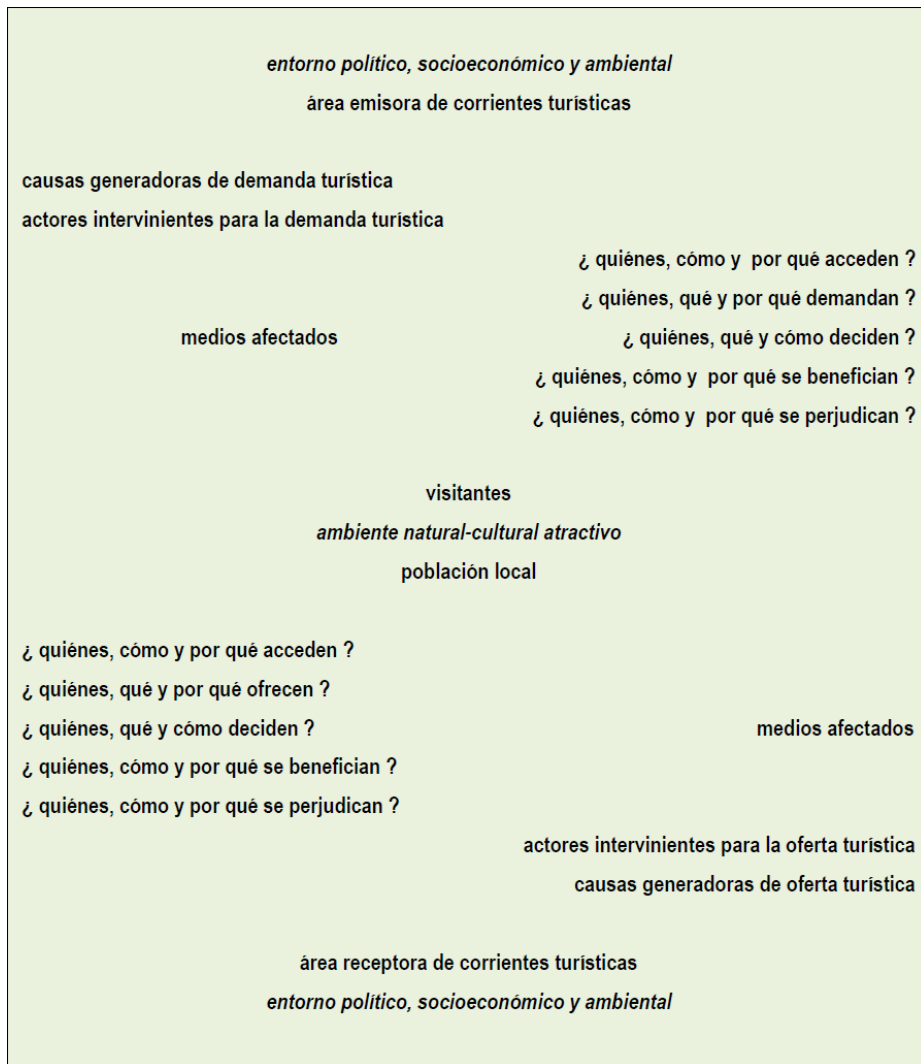 entorno político, socioeconómico y ambiental
área emisora de corrientes turísticas
causas generadoras de demanda turística
actores intervinientes para la demanda turística
¿ quiénes, cómo y  por qué acceden ?
¿ quiénes, qué y por qué demandan ?
medios afectados ¿ quiénes, qué y cómo deciden ?
¿ quiénes, cómo y  por qué se benefician ?
¿ quiénes, cómo y  por qué se perjudican ?
visitantes
ambiente natural-cultural atractivo
población local
¿ quiénes, cómo y por qué acceden ?
¿ quiénes, qué y por qué ofrecen ?
¿ quiénes, qué y cómo deciden ? medios afectados
¿ quiénes, cómo y por qué se benefician ?
¿ quiénes, cómo y por qué se perjudican ?
actores intervinientes para la oferta turística
causas generadoras de oferta turística
área receptora de corrientes turísticas
entorno político, socioeconómico y ambiental